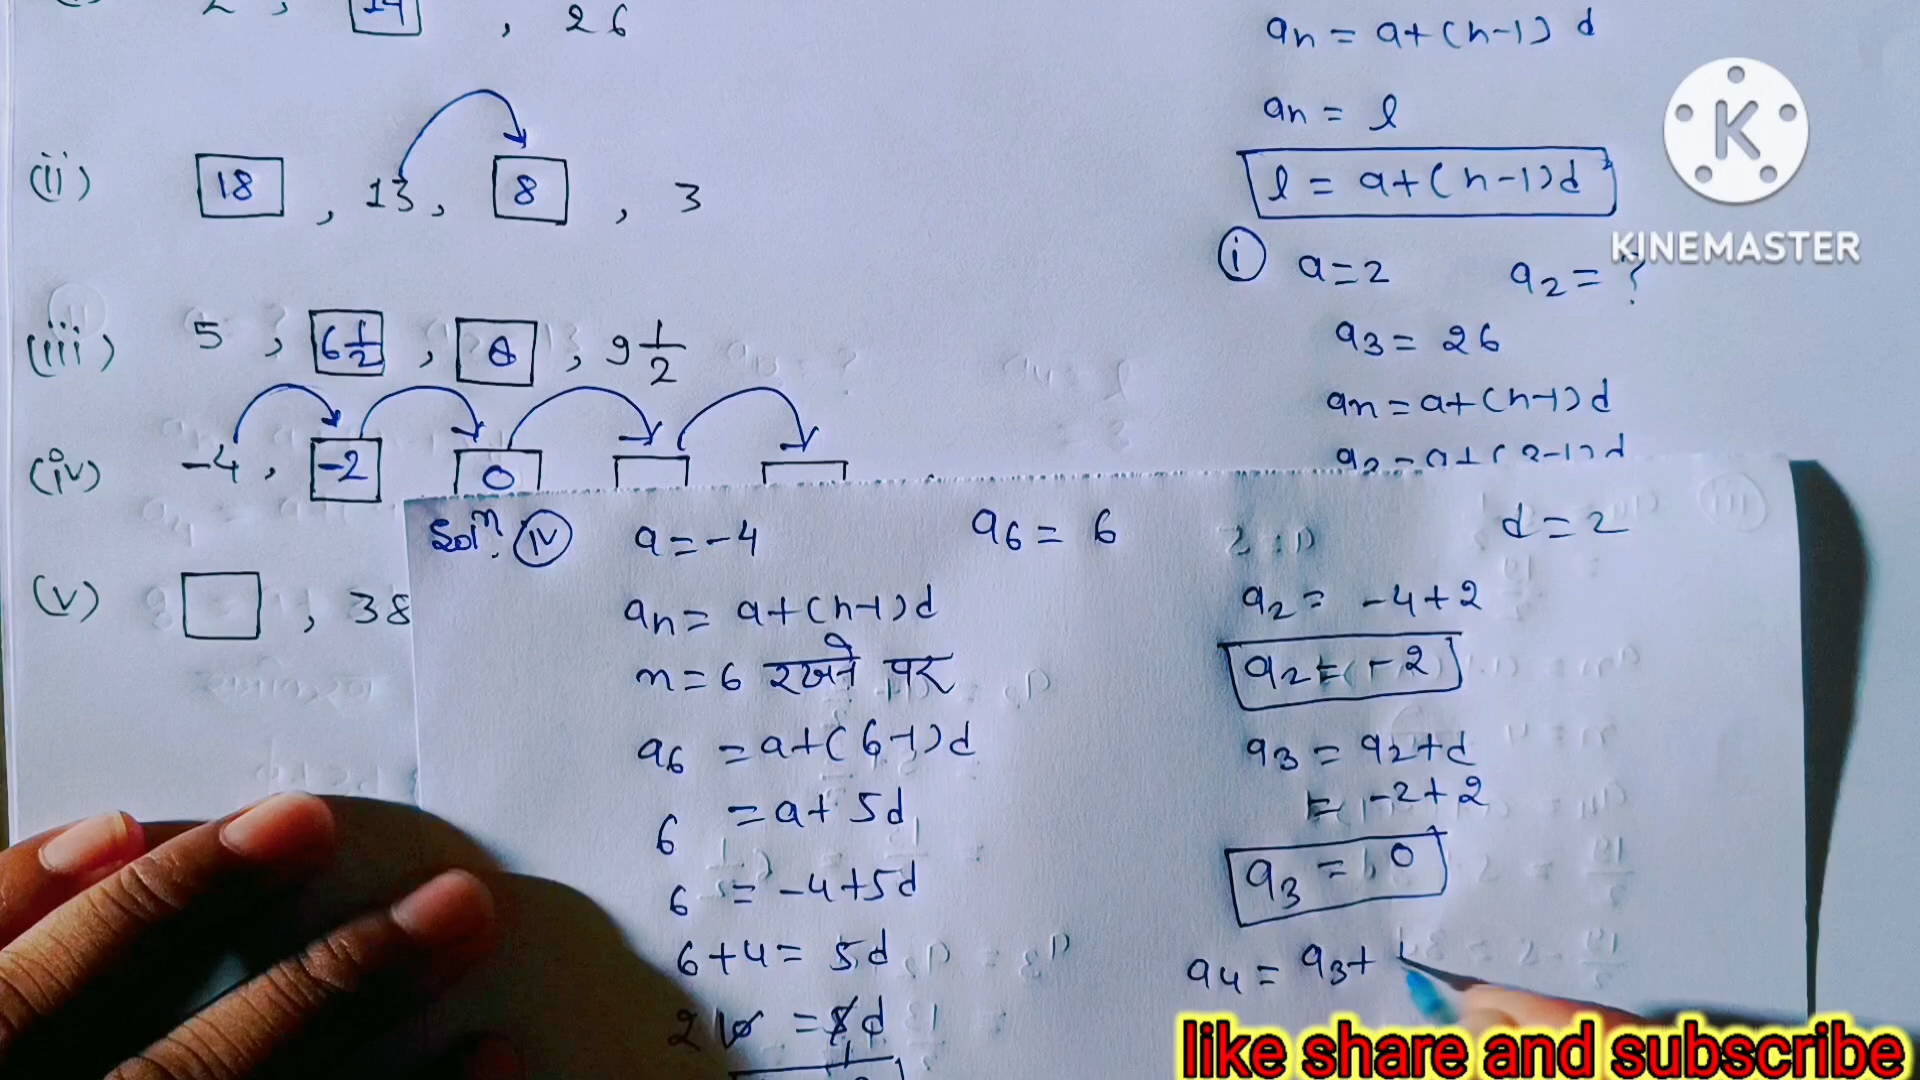 14 , 26
(ii) 18 , 13, 8 , 3
(iii) 5 , 6 1/2 , 8 , 9 1/2
(iv) -4, -2 0
(v) , 38
an = a+(n-1) d
an = l
l = a+(n-1)d
i a=2 a2 = ?
a3 = 26
an = a+(n-1)d
KINEMASTER
Solⁿ. iv a=-4 a6 = 6 d=2
an = a+(n-1)d
n=6 रखने पर
a6 =a+(6-1)d
6 =a+5d
6 =-4+5d
6+4= 5d
2 10 =5d
a2= -4+2
a2=-2
a3 = a2+d
= -2+2
a3 = 0
a4 = a3+
like share and subscribe